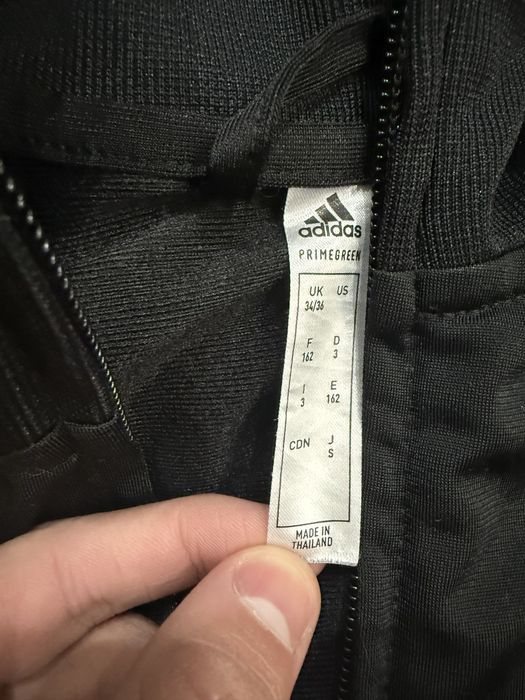 adidas
PRIMEGREEN
UK US
34/36
F D
162 3
I E
3 162
CDN J
S
MADE IN
THAILAND